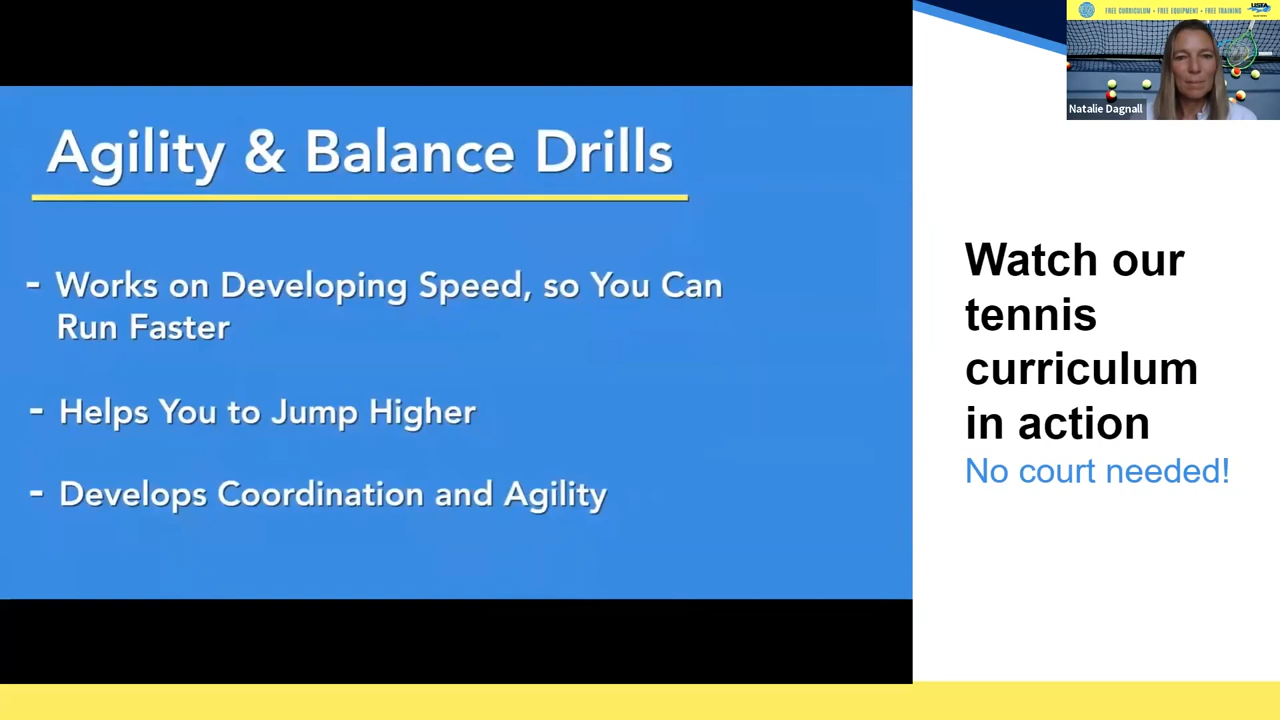 FREE CURRICULUM • FREE EQUIPMENT • FREE TRAINING
USTA
Natalie Dagnall
Agility & Balance Drills
- Works on Developing Speed, so You Can
Run Faster
- Helps You to Jump Higher
- Develops Coordination and Agility
Watch our
tennis
curriculum
in action
No court needed!